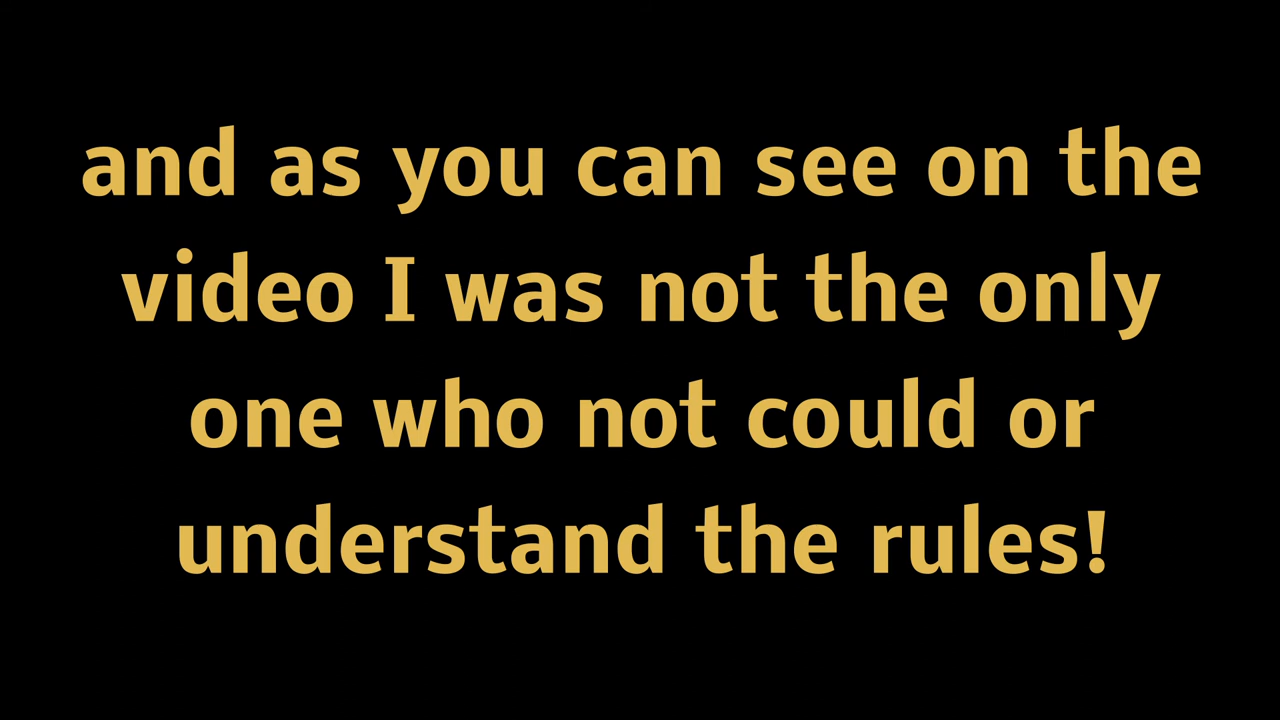 and as you can see on the
video I was not the only
one who not could or
understand the rules!